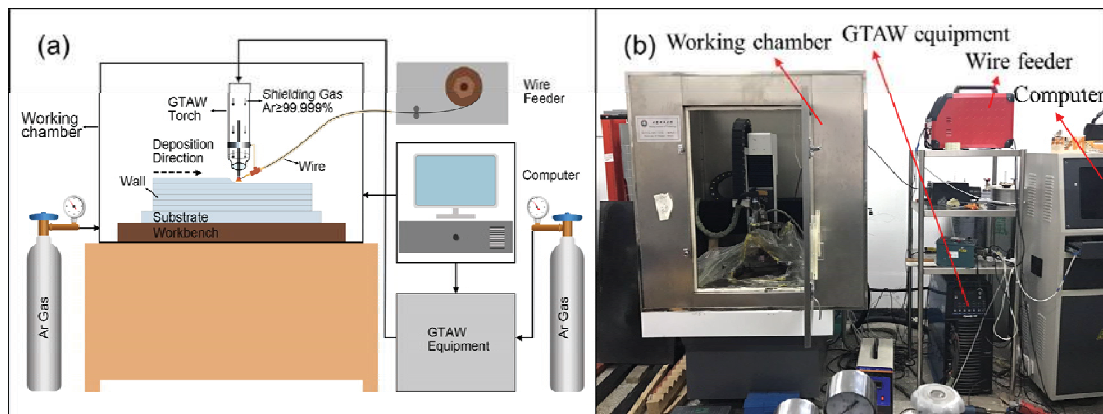 (a)
Shielding Gas
Ar≥99.999%
GTAW
Torch
Wire
Feeder
Working
chamber
Deposition
Direction
Wire
Wall
Computer
Substrate
Workbench
Ar Gas
GTAW
Equipment
Ar Gas
(b)
Working chamber
GTAW equipment
Wire feeder
Computer